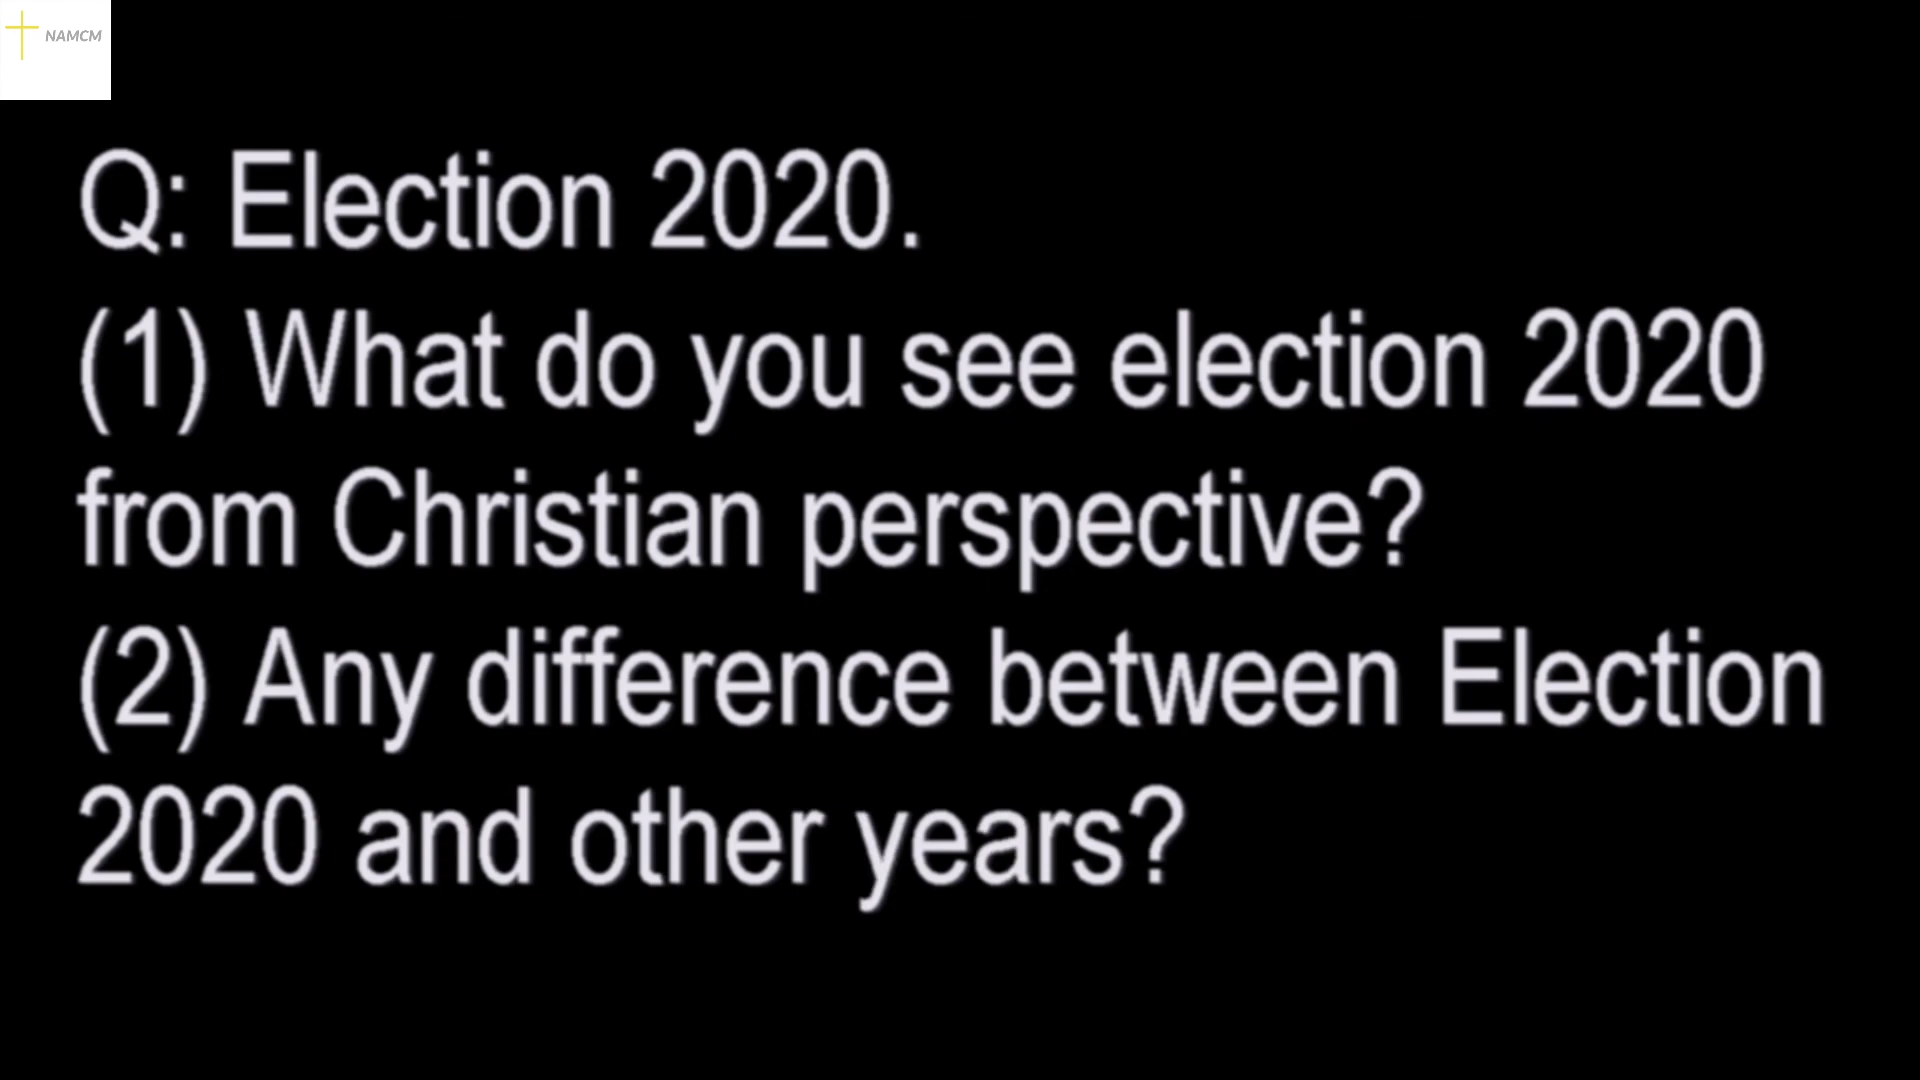 NAMCM
Q: Election 2020.
(1) What do you see election 2020
from Christian perspective?
(2) Any difference between Election
2020 and other years?